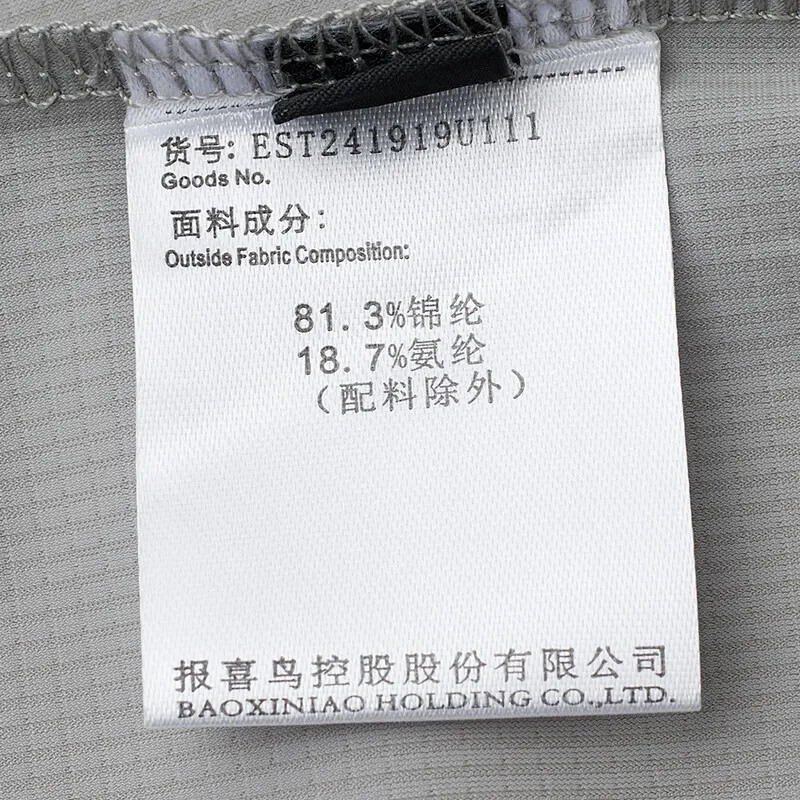 货号: EST241919U111
Goods No.
面料成分:
Outside Fabric Composition:
81.3%锦纶
18.7%氨纶
(配料除外)
报喜鸟控股股份有限公司
BAOXINIAO HOLDING CO.,LTD.